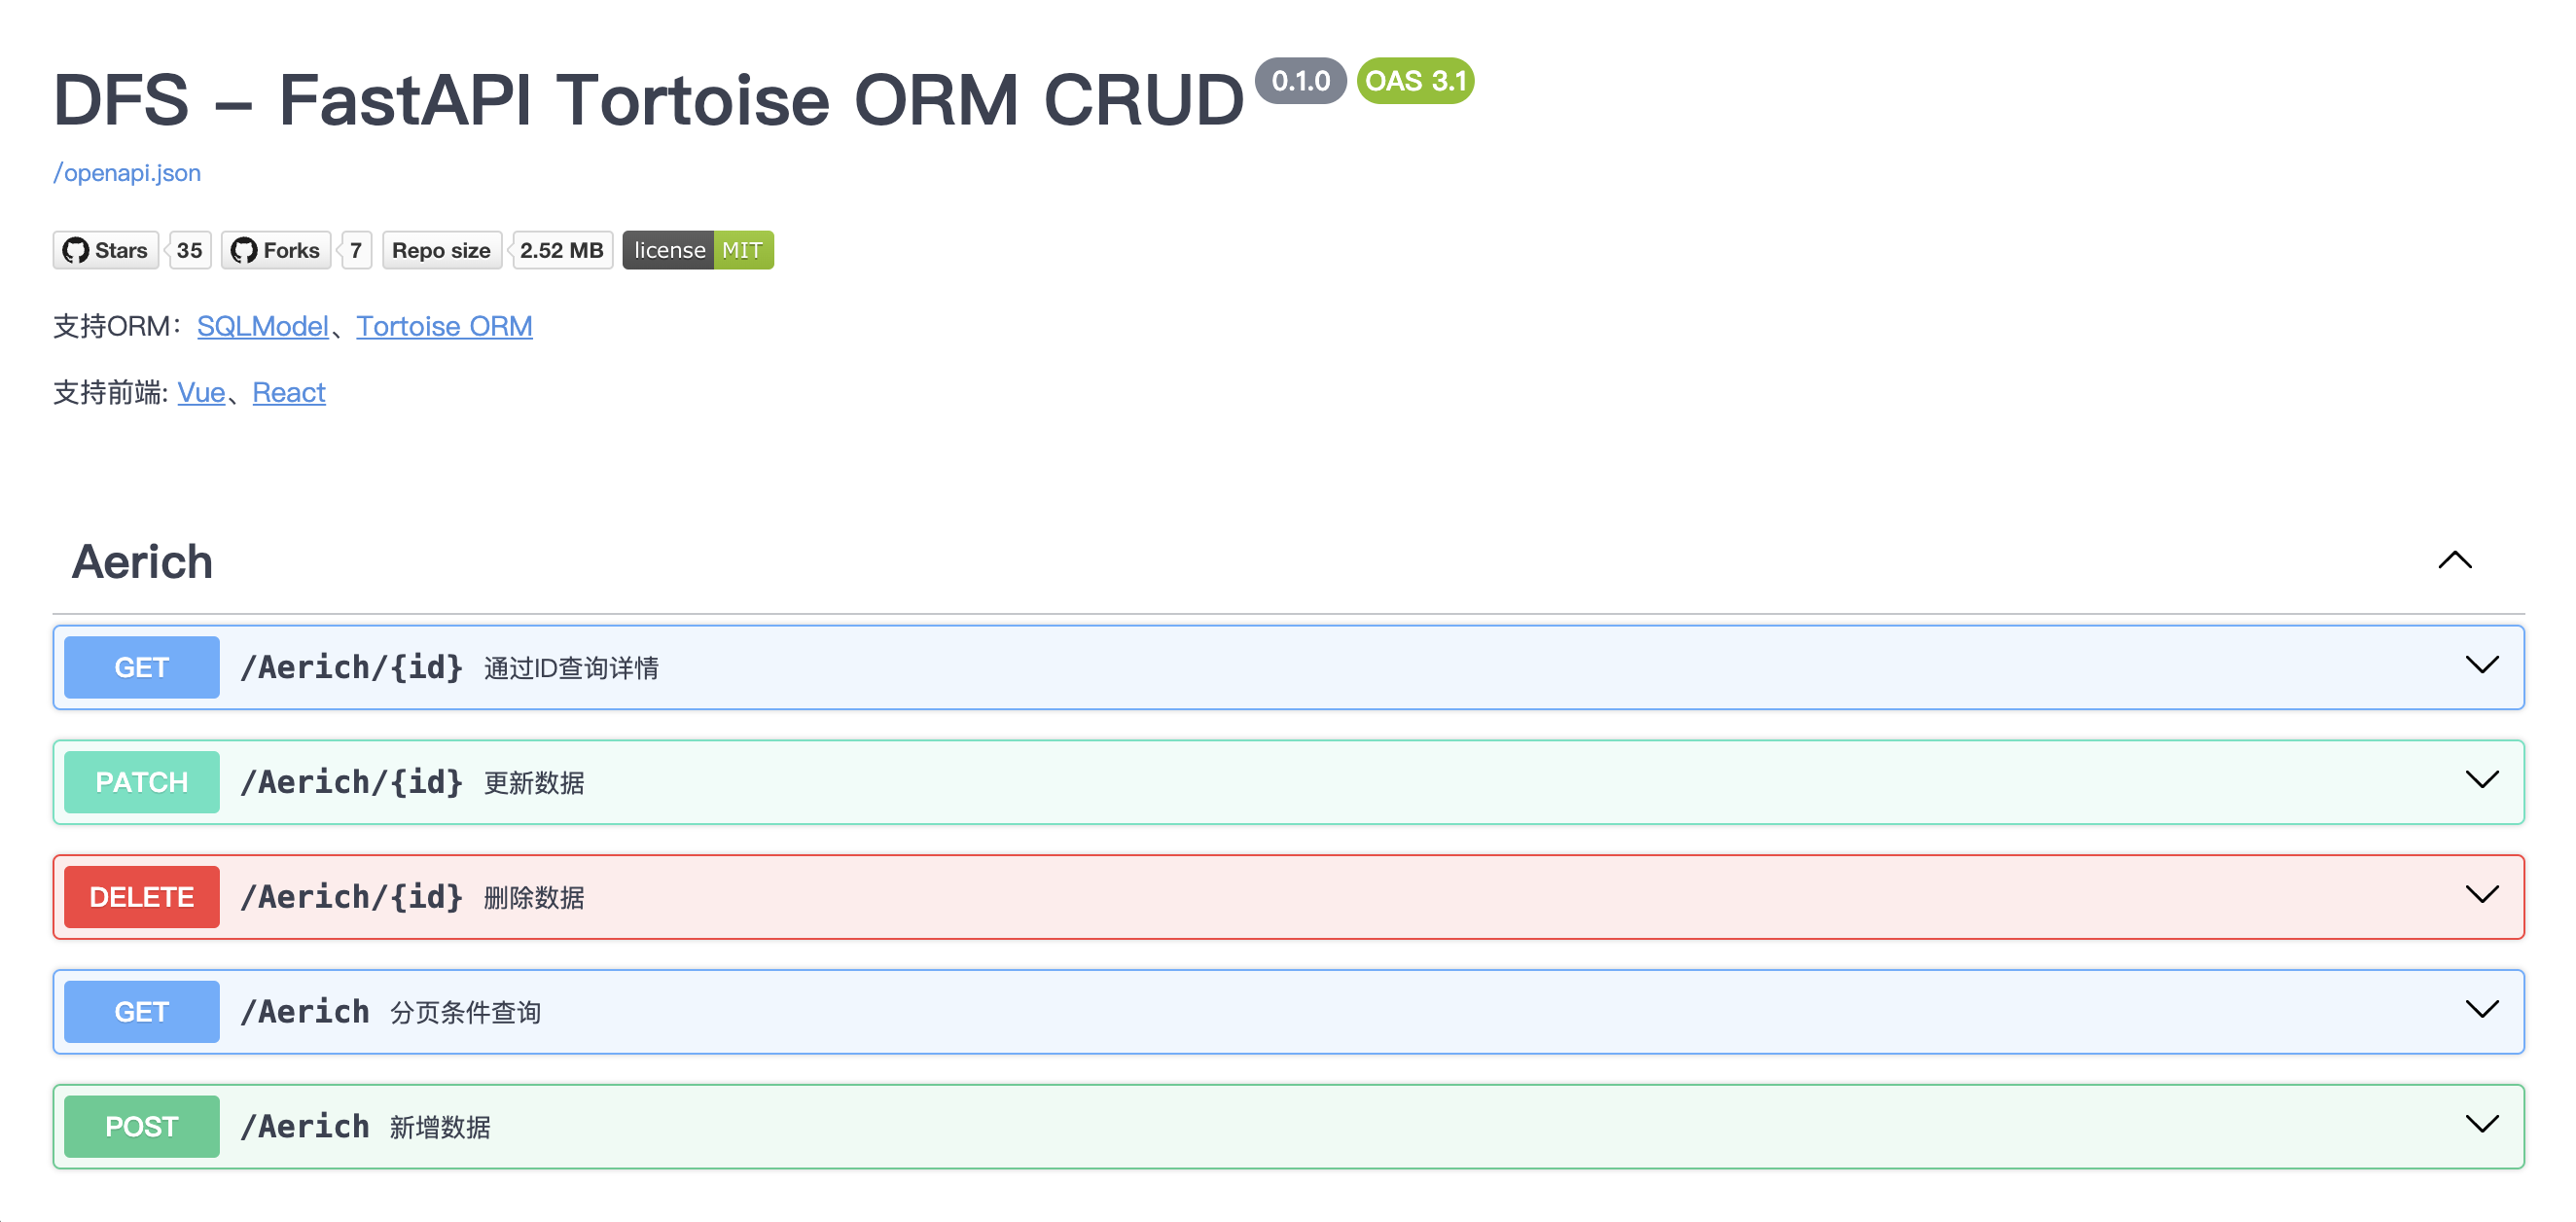 DFS - FastAPI Tortoise ORM CRUD 0.1.0 OAS 3.1
/openapi.json
Stars 35 Forks 7 Repo size 2.52 MB license MIT
支持ORM：SQLModel、Tortoise ORM
支持前端: Vue、React
Aerich
GET /Aerich/{id} 通过ID查询详情
PATCH /Aerich/{id} 更新数据
DELETE /Aerich/{id} 删除数据
GET /Aerich 分页条件查询
POST /Aerich 新增数据